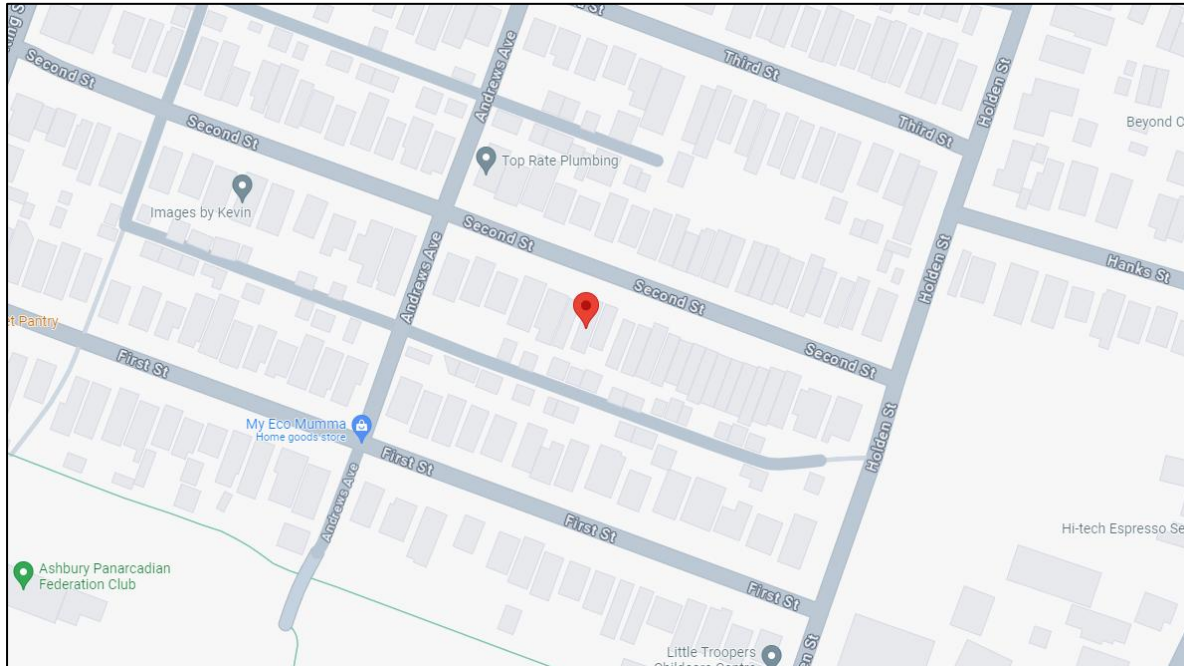 Second St
Third St
Third St
Holden St
Beyond C
Andrews Ave
Second St
Top Rate Plumbing
Images by Kevin
Second St
Holden St
Hanks St
Andrews Ave
Second St
Second St
et Pantry
First St
My Eco Mumma
Home goods store
First St
Holden St
Andrews Ave
First St
Hi-tech Espresso Se
Ashbury Panarcadian
Federation Club
First St
Little Troopers